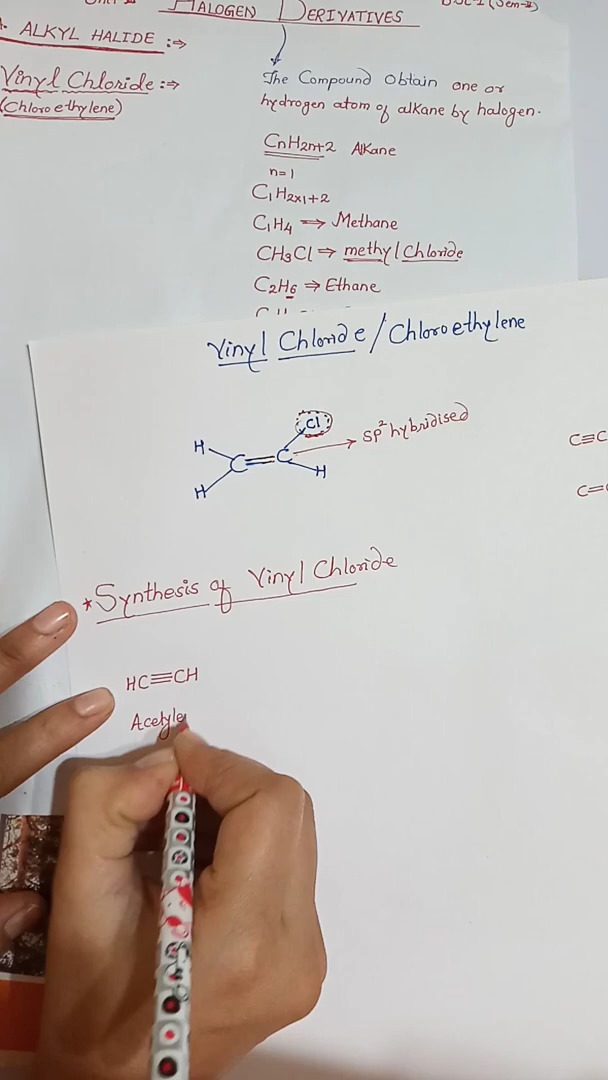 HALOGEN DERIVATIVES
ALKYL HALIDE :⇒
Vinyl Chloride :⇒
(Chloroethylene)
The Compound Obtain one or
hydrogen atom of alkane by halogen.
CnH2n+2 Alkane
n=1
C1H2x1+2
C1H4 ⇒ Methane
CH3Cl ⇒ methyl Chloride
C2H6 ⇒ Ethane
Vinyl Chloride / Chloroethylene
Cl
H
C=C
H
H
SP² hybridised
C≡C
C=
*Synthesis of Vinyl Chloride
HC≡CH
Acetyle